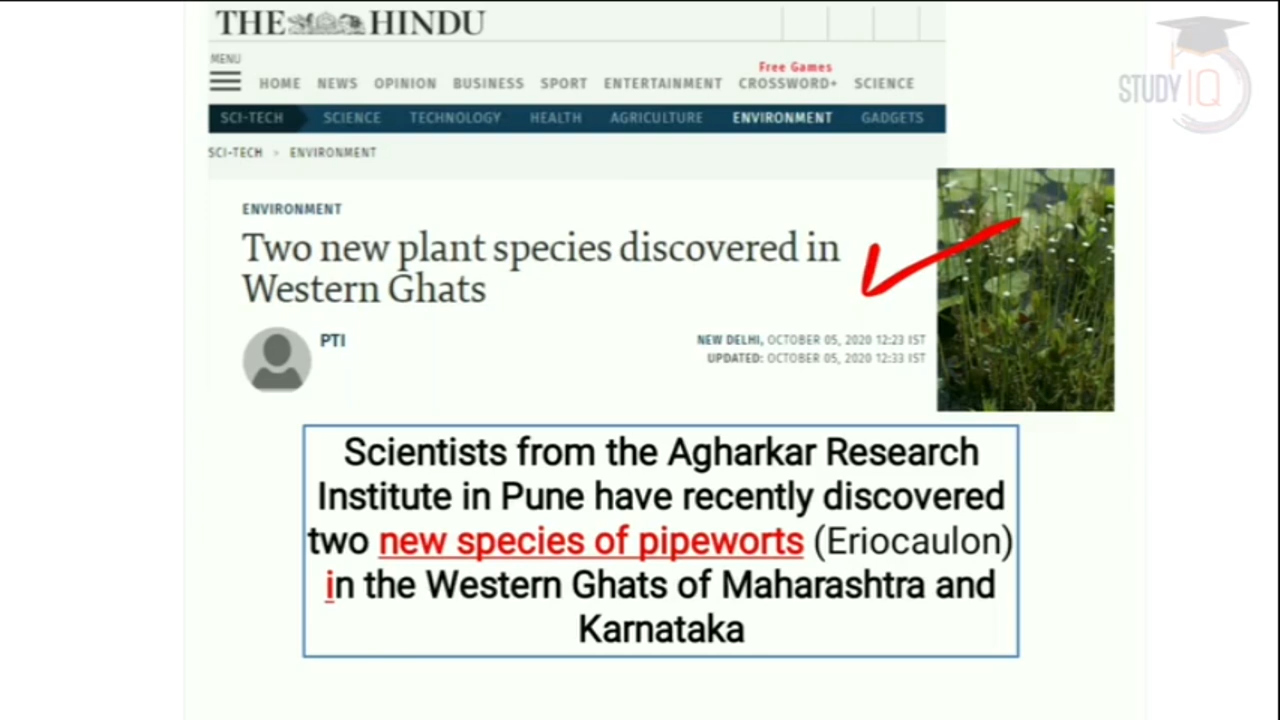 THE HINDU
STUDY IQ
MENU
Free Games
HOME NEWS OPINION BUSINESS SPORT ENTERTAINMENT CROSSWORD+ SCIENCE
SCI-TECH SCIENCE TECHNOLOGY HEALTH AGRICULTURE ENVIRONMENT GADGETS
SCI-TECH > ENVIRONMENT
ENVIRONMENT
Two new plant species discovered in
Western Ghats
PTI
NEW DELHI, OCTOBER 05, 2020 12:23 IST
UPDATED: OCTOBER 05, 2020 12:33 IST
Scientists from the Agharkar Research
Institute in Pune have recently discovered
two new species of pipeworts (Eriocaulon)
in the Western Ghats of Maharashtra and
Karnataka